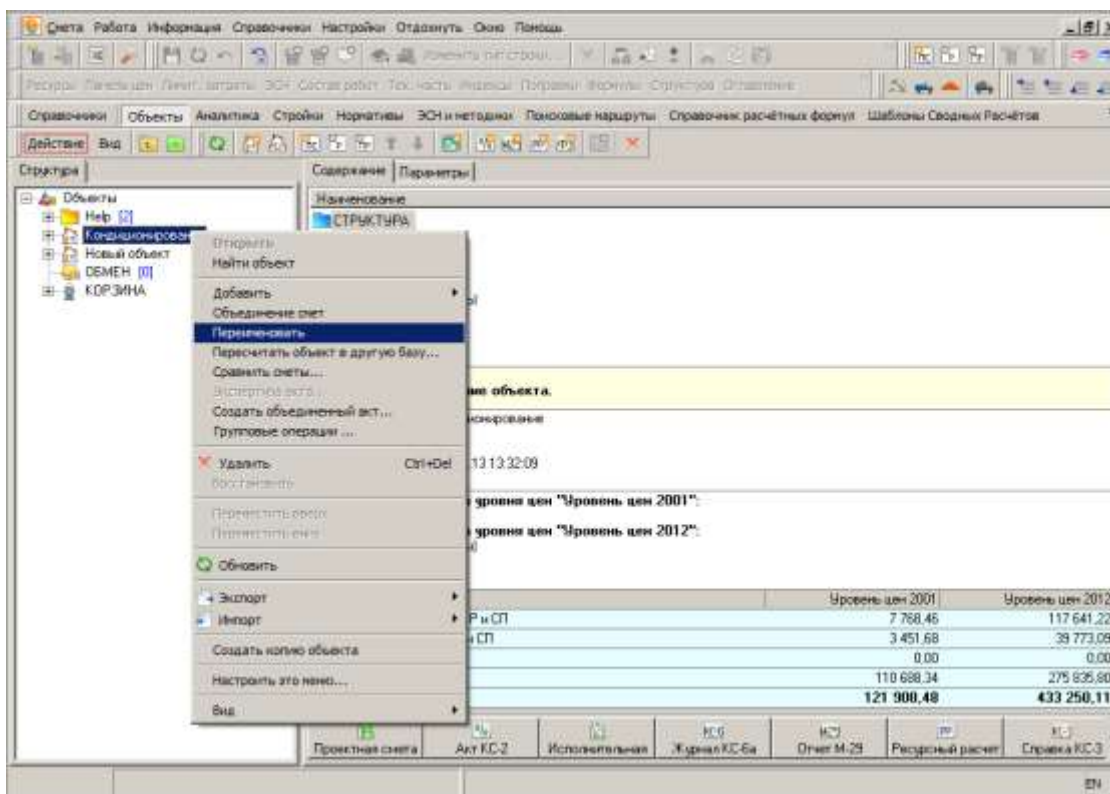 Смета Работа Информация Справочники Настройки Отдохнуть Окно Помощь
Справочники Объекты Аналитика Стройки Нормативы ЭСН и методики Поисковые маршруты Справочник расчётных формул Шаблоны Сводных Расчётов
Действие Вид
Структура
Содержание Параметры
Объекты
Help [2]
Кондиционирован
Новый объект
ОБМЕН [0]
КОРЗИНА
Наименование
СТРУКТУРА
Открыть
Найти объект
Добавить
Объединение смет
Переименовать
Пересчитать объект в другую базу...
Сравнить сметы...
Создать объединенный акт...
Групповые операции ...
Удалить Ctrl+Del
Восстановить
Переместить вверх
Переместить вниз
Обновить
Экспорт
Импорт
Создать копию объекта
Настроить это меню...
Вид
ие объекта.
ионирование
13 13:32:09
уровня цен "Уровень цен 2001":
уровня цен "Уровень цен 2012":
Уровень цен 2001 Уровень цен 2012
Р и СП 7 768,46 117 641,22
и СП 3 451,68 39 773,09
0,00 0,00
110 688,34 275 835,80
121 908,48 433 250,11
Проектная смета Акт КС-2 Исполнительная Журнал КС-6а Отчет М-29 Ресурсный расчет Справка КС-3
EN